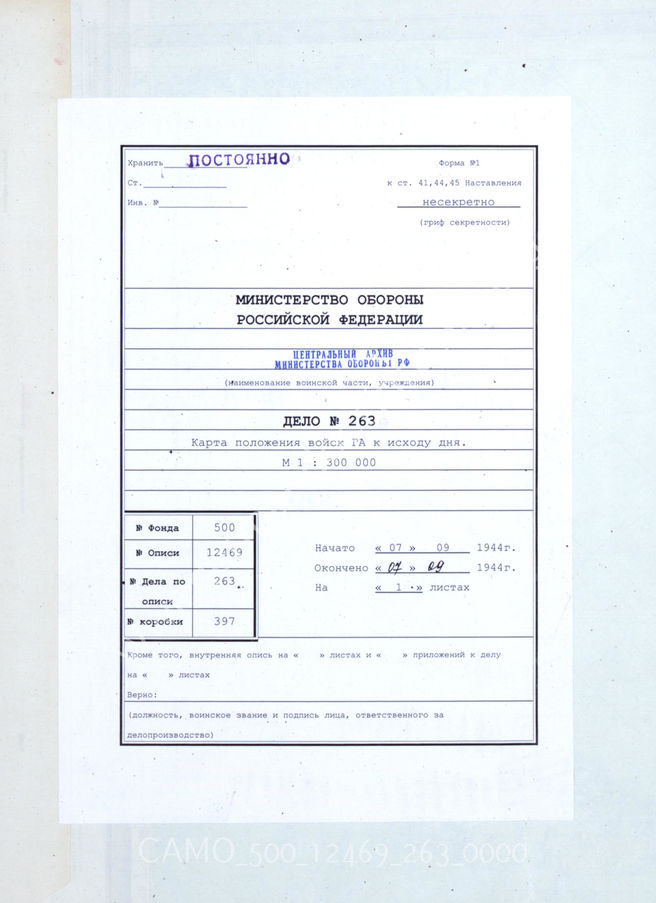 Хранить ПОСТОЯННО
Форма №1
Ст.
к ст. 41,44,45 Наставления
Инв. №
несекретно
(гриф секретности)
МИНИСТЕРСТВО ОБОРОНЫ
РОССИЙСКОЙ ФЕДЕРАЦИИ
ЦЕНТРАЛЬНЫЙ АРХИВ
МИНИСТЕРСТВА ОБОРОНЫ РФ
(наименование воинской части, учреждения)
ДЕЛО № 263
Карта положения войск ГА к исходу дня.
М 1 : 300 000
№ Фонда 500
№ Описи 12469
№ Дела по описи 263
№ коробки 397
Начато « 07 » 09 1944г.
Окончено « 07 » 09 1944г.
На « 1 » листах
Кроме того, внутренняя опись на « » листах и « » приложений к делу
на « » листах
Верно:
(должность, воинское звание и подпись лица, ответственного за
делопроизводство)
CAMO_500_12469_263_0000